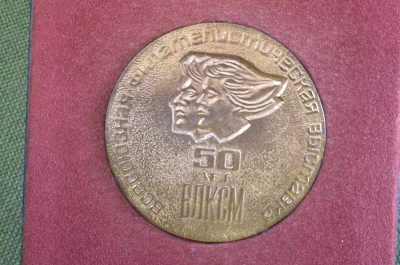 ВСЕСОЮЗНАЯ ФИЛАТЕЛИСТИЧЕСКАЯ ВЫСТАВКА
50
ЛЕТ
ВЛКСМ